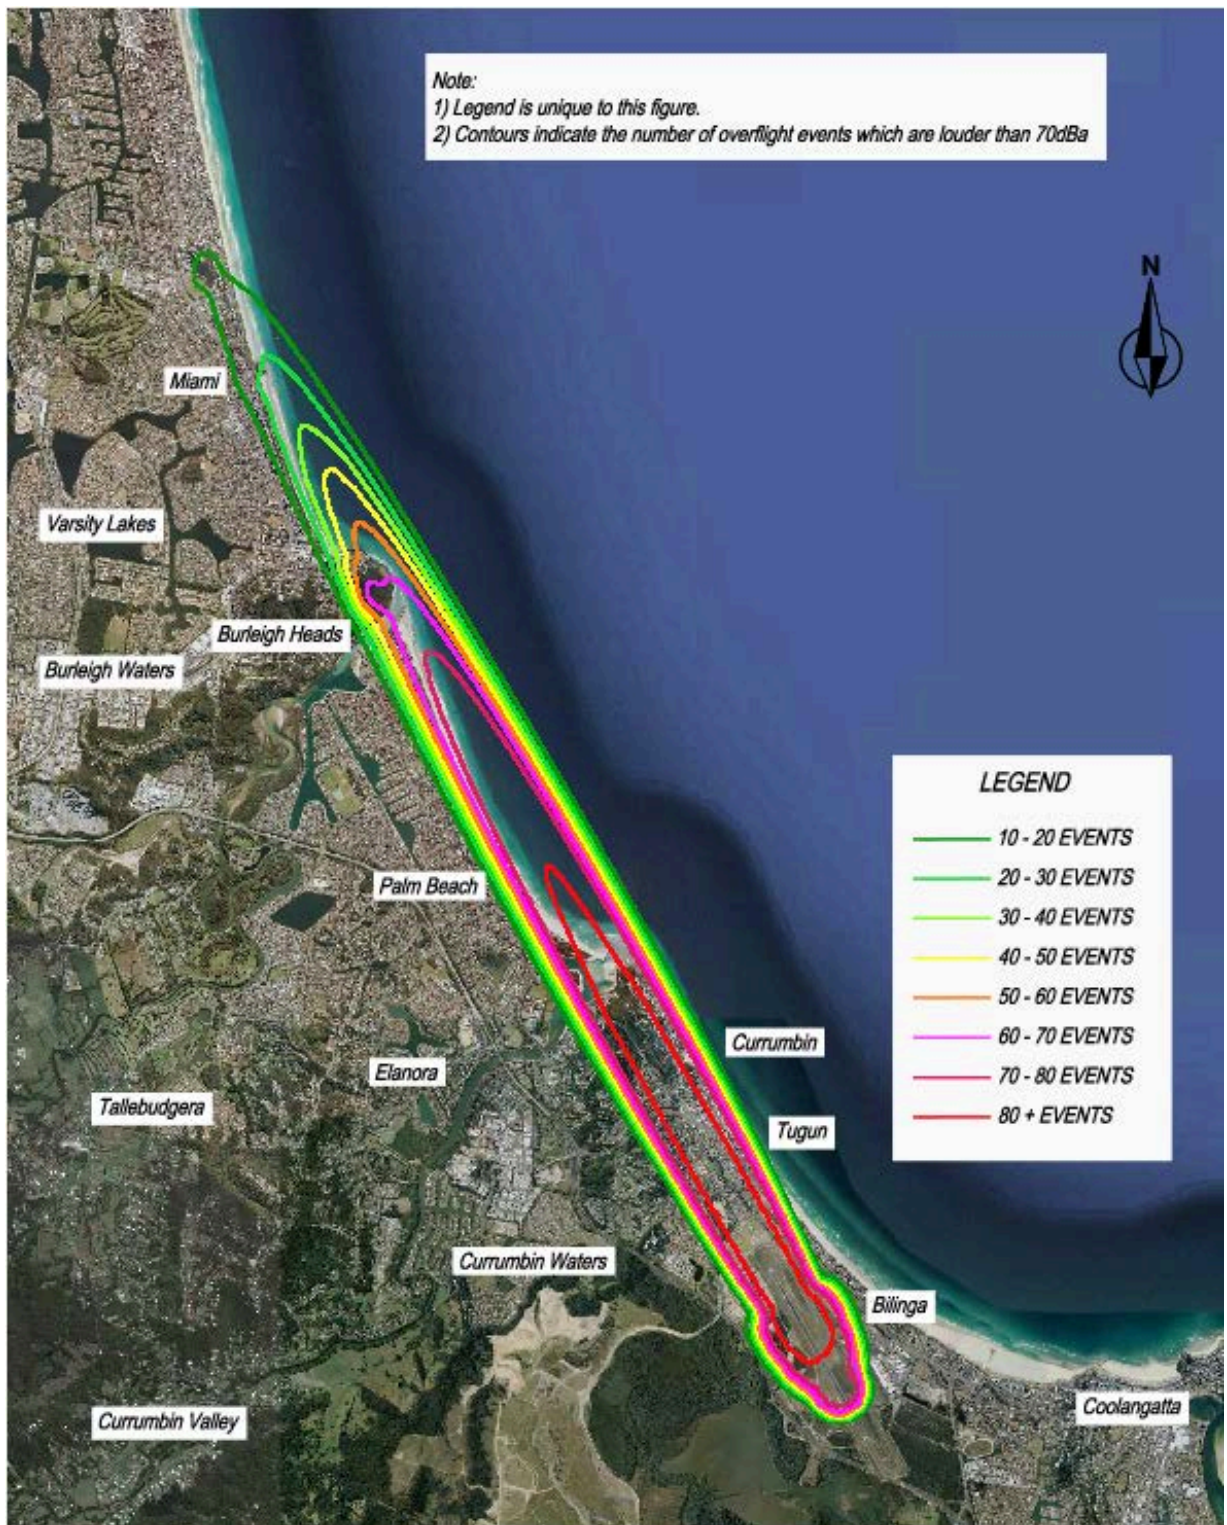 Note:
1) Legend is unique to this figure.
2) Contours indicate the number of overflight events which are louder than 70dBa
N
Miami
Varsity Lakes
Burleigh Heads
Burleigh Waters
LEGEND
10 - 20 EVENTS
20 - 30 EVENTS
30 - 40 EVENTS
40 - 50 EVENTS
50 - 60 EVENTS
60 - 70 EVENTS
70 - 80 EVENTS
80 + EVENTS
Palm Beach
Currumbin
Elanora
Tallebudgera
Tugun
Currumbin Waters
Bilinga
Coolangatta
Currumbin Valley